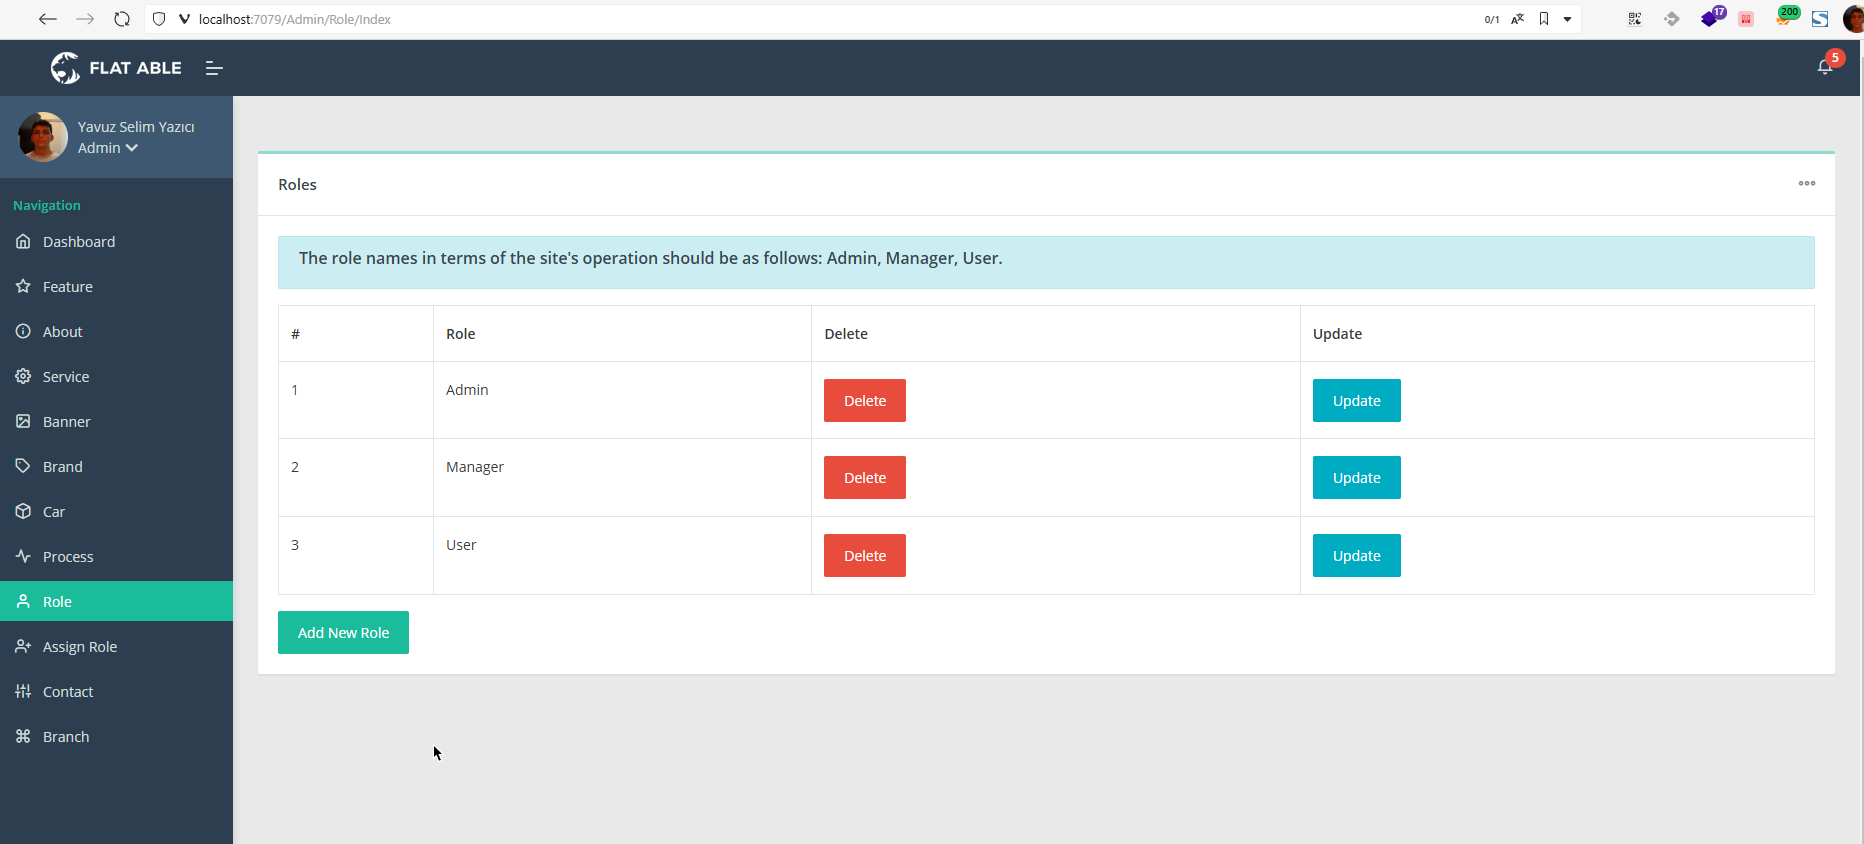 localhost:7079/Admin/Role/Index
0/1
17
200
FLAT ABLE
5
Yavuz Selim Yazıcı
Admin
Navigation
Dashboard
Feature
About
Service
Banner
Brand
Car
Process
Role
Assign Role
Contact
Branch
Roles
The role names in terms of the site's operation should be as follows: Admin, Manager, User.
# Role Delete Update
1 Admin Delete Update
2 Manager Delete Update
3 User Delete Update
Add New Role